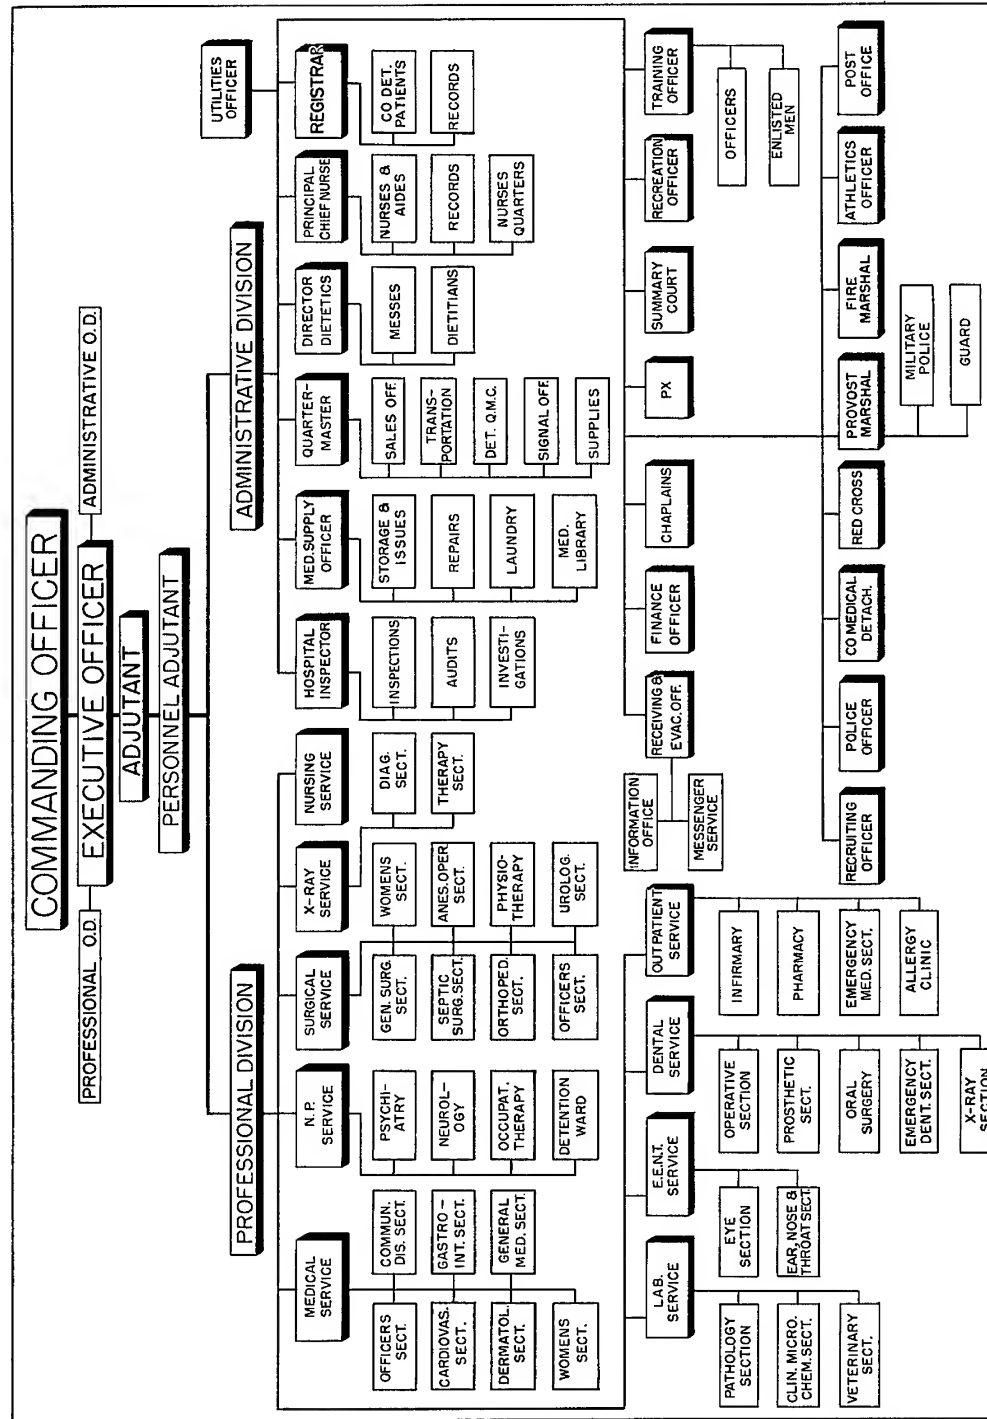 COMMANDING OFFICER
PROFESSIONAL O.D.
EXECUTIVE OFFICER
ADMINISTRATIVE O.D.
ADJUTANT
PERSONNEL ADJUTANT
PROFESSIONAL DIVISION
ADMINISTRATIVE DIVISION
UTILITIES
OFFICER
MEDICAL
SERVICE
OFFICERS
SECT.
COMMUN.
DIS. SECT.
CARDIOVAS.
SECT.
GASTRO-
INT. SECT.
DERMATOL.
SECT.
GENERAL
MED. SECT.
WOMENS
SECT.
N. P.
SERVICE
PSYCHI-
ATRY
NEUROL-
OGY
OCCUPAT.
THERAPY
DETENTION
WARD
SURGICAL
SERVICE
GEN. SURG.
SECT.
WOMENS
SECT.
SEPTIC
SURG. SECT.
ANES. OPER
SECT.
ORTHOPED.
SECT.
PHYSIO-
THERAPY
OFFICERS
SECT.
UROLOG.
SECT.
X-RAY
SERVICE
DIAG.
SECT.
THERAPY
SECT.
NURSING
SERVICE
HOSPITAL
INSPECTOR
INSPECTIONS
AUDITS
INVESTI-
GATIONS
MED. SUPPLY
OFFICER
STORAGE &
ISSUES
REPAIRS
LAUNDRY
MED.
LIBRARY
QUARTER-
MASTER
SALES OFF.
TRANS-
PORTATION
DET. Q.M.C.
SIGNAL OFF.
SUPPLIES
DIRECTOR
DIETETICS
MESSES
DIETITIANS
PRINCIPAL
CHIEF NURSE
NURSES &
AIDES
RECORDS
NURSES
QUARTERS
REGISTRAR
CO DET.
PATIENTS
RECORDS
LAB.
SERVICE
PATHOLOGY
SECTION
CLIN. MICRO.
CHEM. SECT.
VETERINARY
SECT.
E.E.N.T.
SERVICE
EYE
SECTION
EAR, NOSE &
THROAT SECT.
DENTAL
SERVICE
OPERATIVE
SECTION
PROSTHETIC
SECT.
ORAL
SURGERY
EMERGENCY
DENT. SECT.
X-RAY
SECTION
OUT PATIENT
SERVICE
INFIRMARY
PHARMACY
EMERGENCY
MED. SECT.
ALLERGY
CLINIC
RECEIVING &
EVAC. OFF.
INFORMATION
OFFICE
MESSENGER
SERVICE
FINANCE
OFFICER
CHAPLAINS
PX
SUMMARY
COURT
RECREATION
OFFICER
TRAINING
OFFICER
OFFICERS
ENLISTED
MEN
RECRUITING
OFFICER
POLICE
OFFICER
CO MEDICAL
DETACH.
RED CROSS
PROVOST
MARSHAL
MILITARY
POLICE
GUARD
FIRE
MARSHAL
ATHLETICS
OFFICER
POST
OFFICE